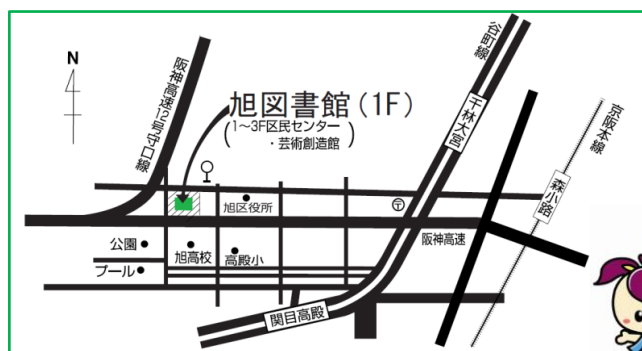 N
阪神高速12号守口線
旭図書館(1F)
(1~3F区民センター
・芸術創造館)
谷町線
千林大宮
京阪本線
森小路
旭区役所
〒
阪神高速
公園
プール
旭高校
高殿小
関目高殿